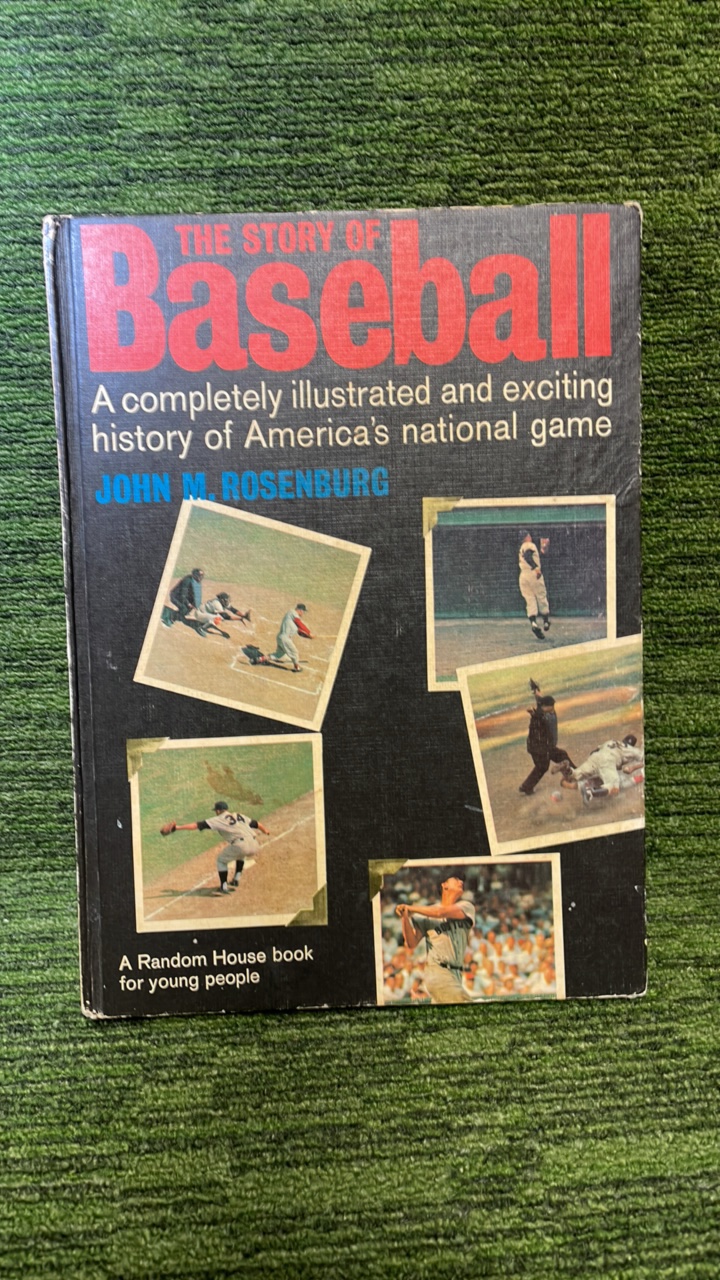 THE STORY OF
Baseball
A completely illustrated and exciting
history of America's national game
JOHN M. ROSENBURG
34
A Random House book
for young people